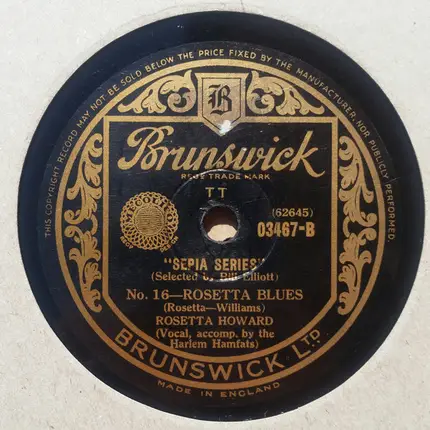 THIS COPYRIGHT RECORD MAY NOT BE SOLD BELOW THE PRICE FIXED BY THE MANUFACTURER, NOR PUBLICLY PERFORMED.
B
Brunswick
REGD TRADE MARK
TT
(62645)
03467-B
"SEPIA SERIES"
(Selected by Bill Elliott)
No. 16—ROSETTA BLUES
(Rosetta—Williams)
ROSETTA HOWARD
(Vocal, accomp. by the
Harlem Hamfats)
BRUNSWICK LTD.
MADE IN ENGLAND